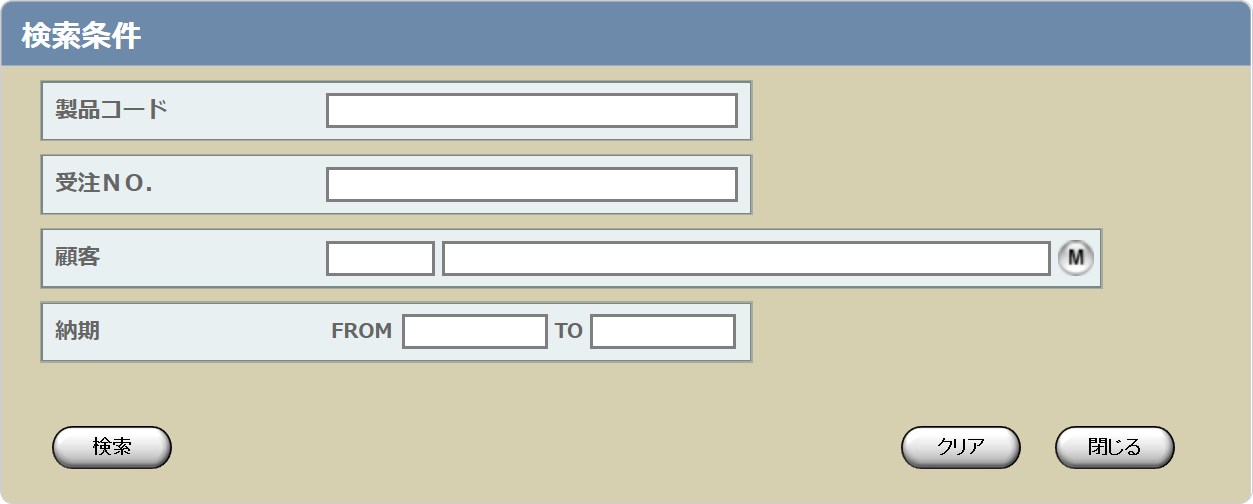 検索条件
製品コード
受注ＮＯ.
顧客 M
納期 FROM TO
検索 クリア 閉じる